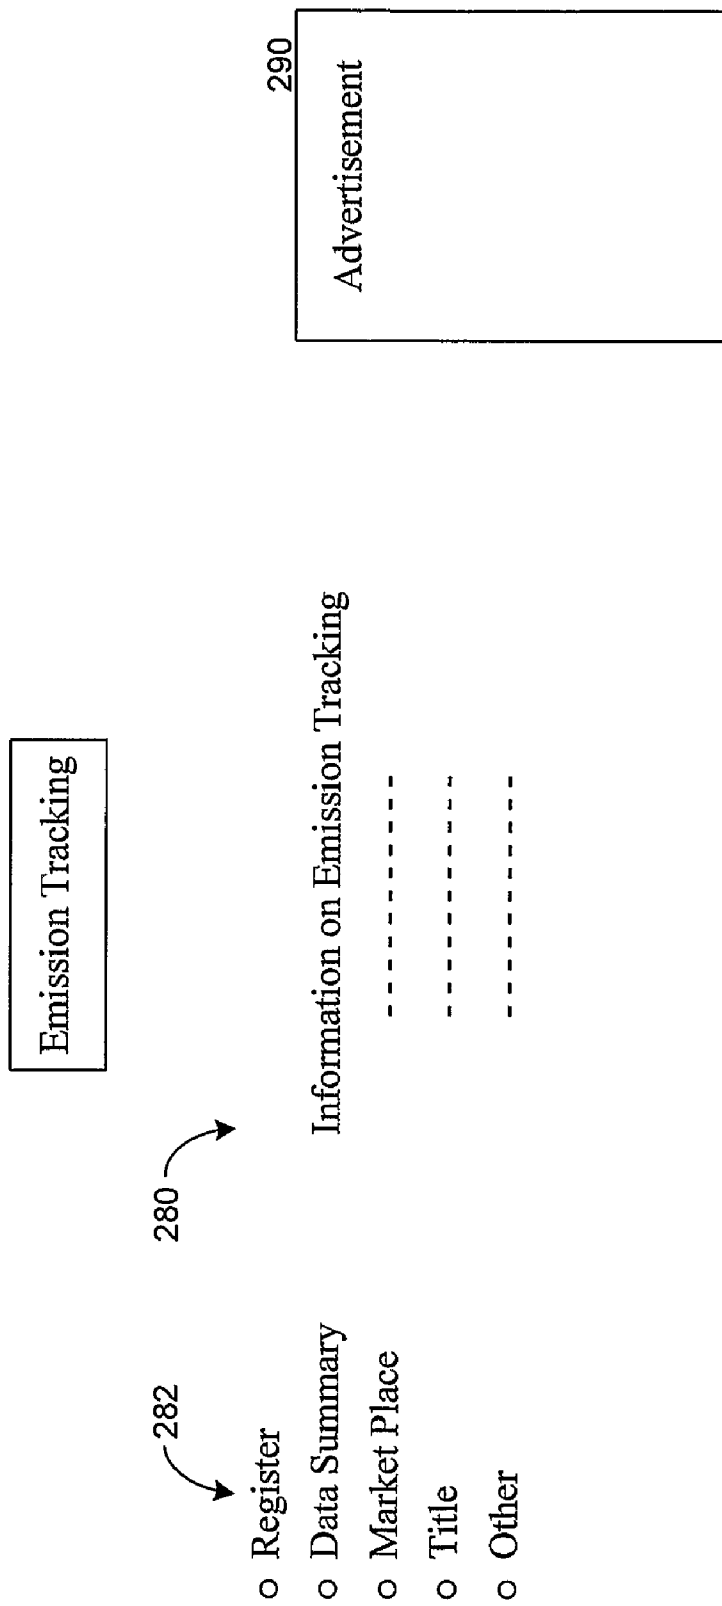 Emission Tracking
282
280
290
o Register
o Data Summary
o Market Place
o Title
o Other
Information on Emission Tracking
- - - - - - - - - - -
- - - - - - - - - - -
- - - - - - - - - - -
Advertisement